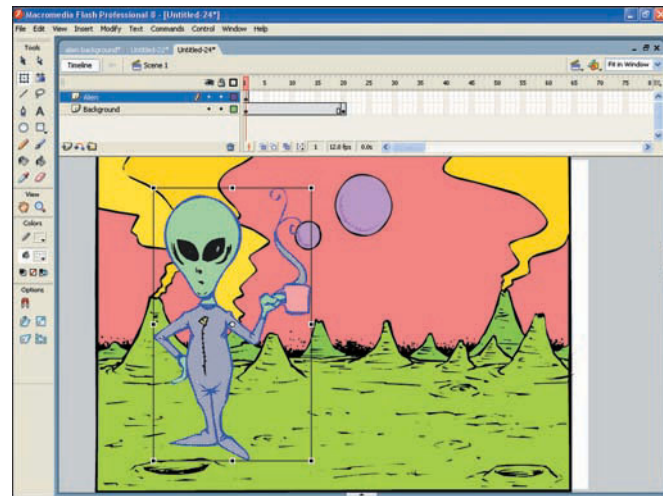 Macromedia Flash Professional 8 - [Untitled-24*]
File Edit View Insert Modify Text Commands Control Window Help
Tools
alien background* Untitled-22* Untitled-24*
Timeline Scene 1 Fit in Window
5 10 15 20 25 30 35 40 45 50 55 60 65 70 75
Alien
Background
1 12.0 fps 0.0s
View
Colors
Options